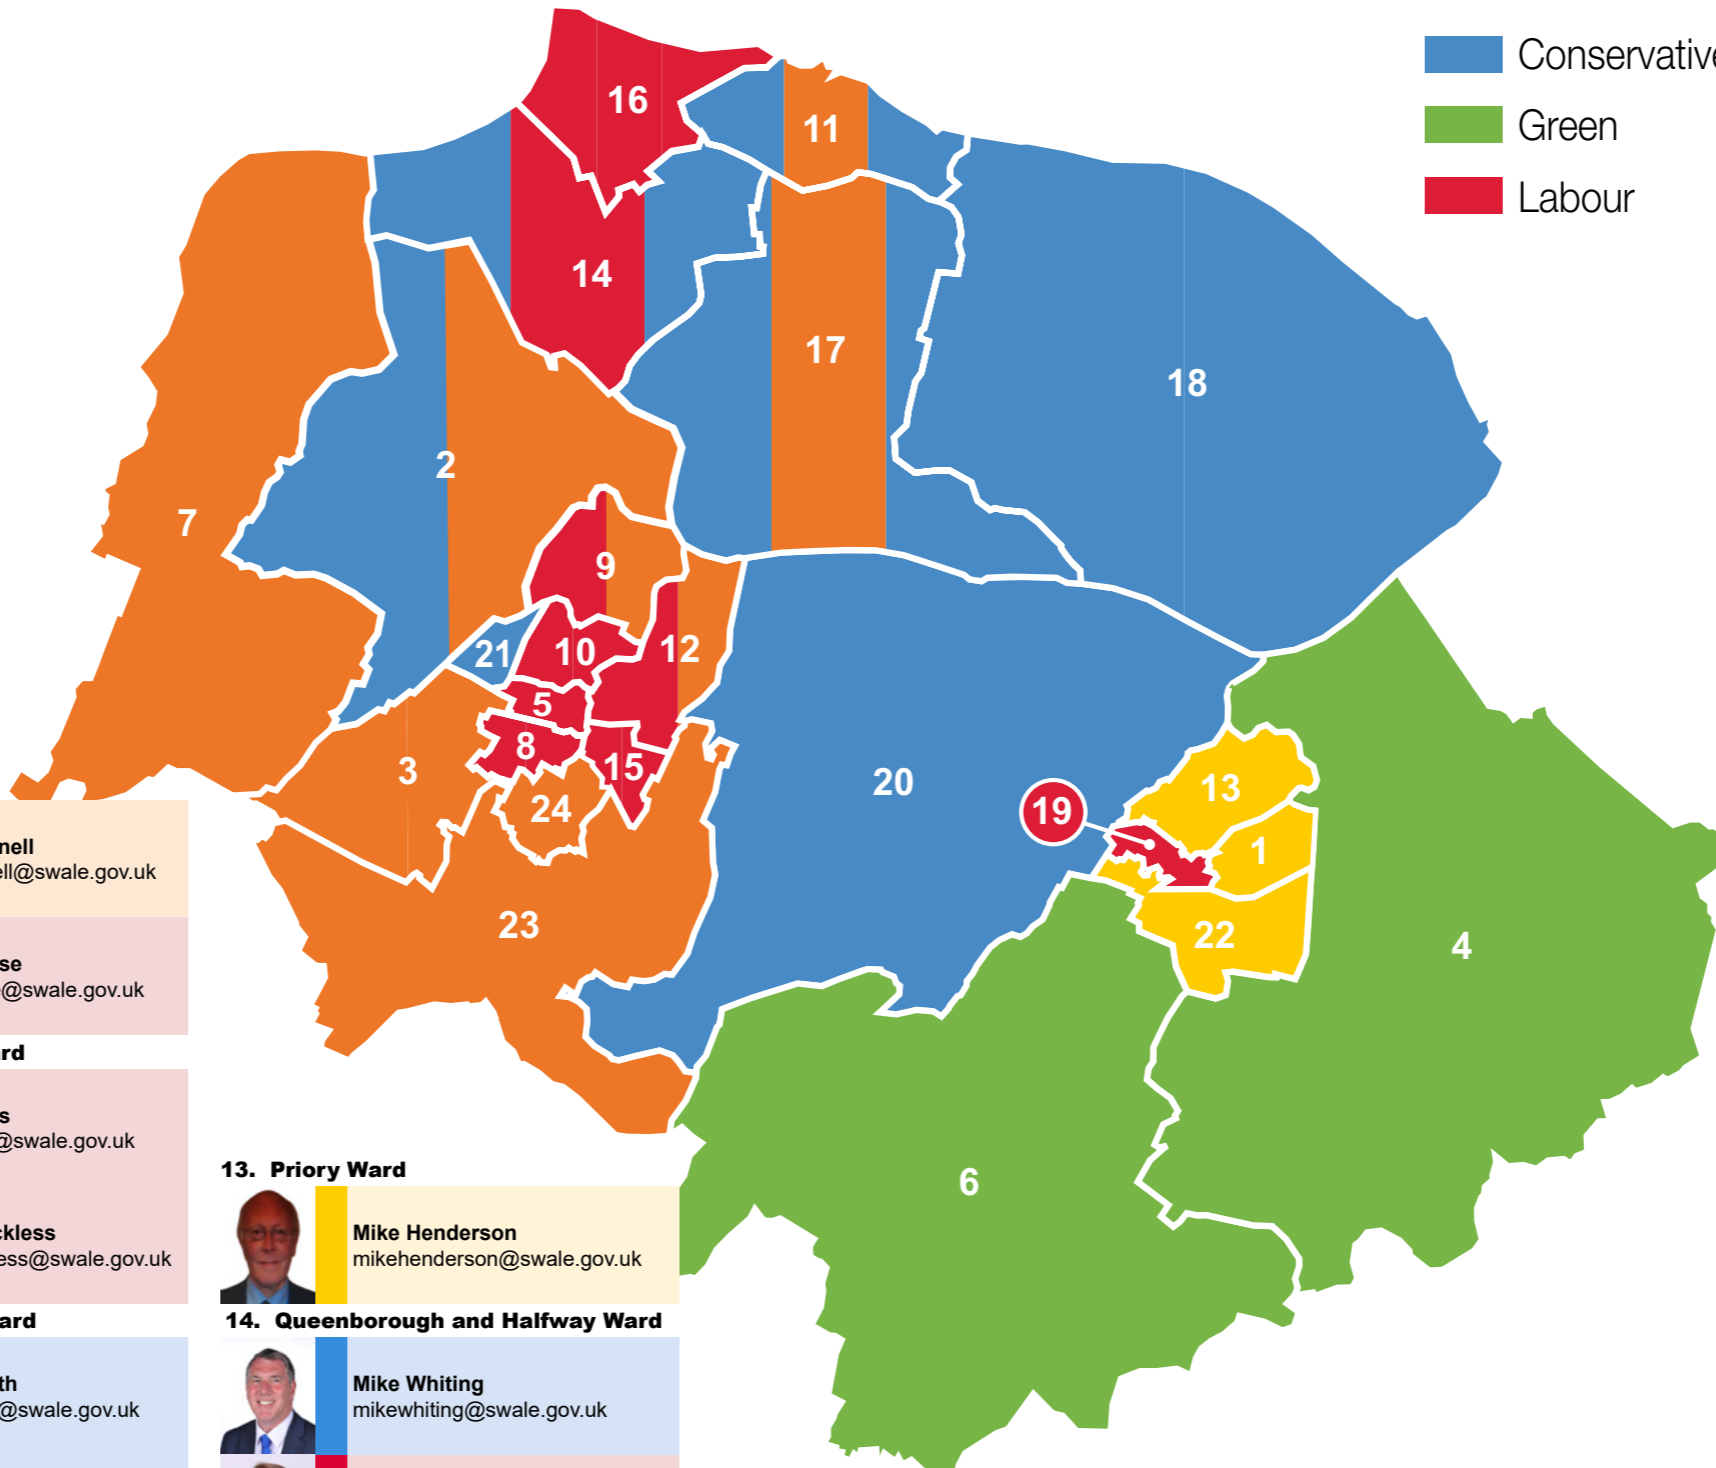 Conservative
Green
Labour
16
11
14
17
18
2
7
9
21
10
12
5
8
15
3
24
20
19
13
1
22
23
4
6
nell
ell@swale.gov.uk
se
e@swale.gov.uk
rd
s
@swale.gov.uk
ckless
ess@swale.gov.uk
ard
th
@swale.gov.uk
13. Priory Ward
Mike Henderson
mikehenderson@swale.gov.uk
14. Queenborough and Halfway Ward
Mike Whiting
mikewhiting@swale.gov.uk